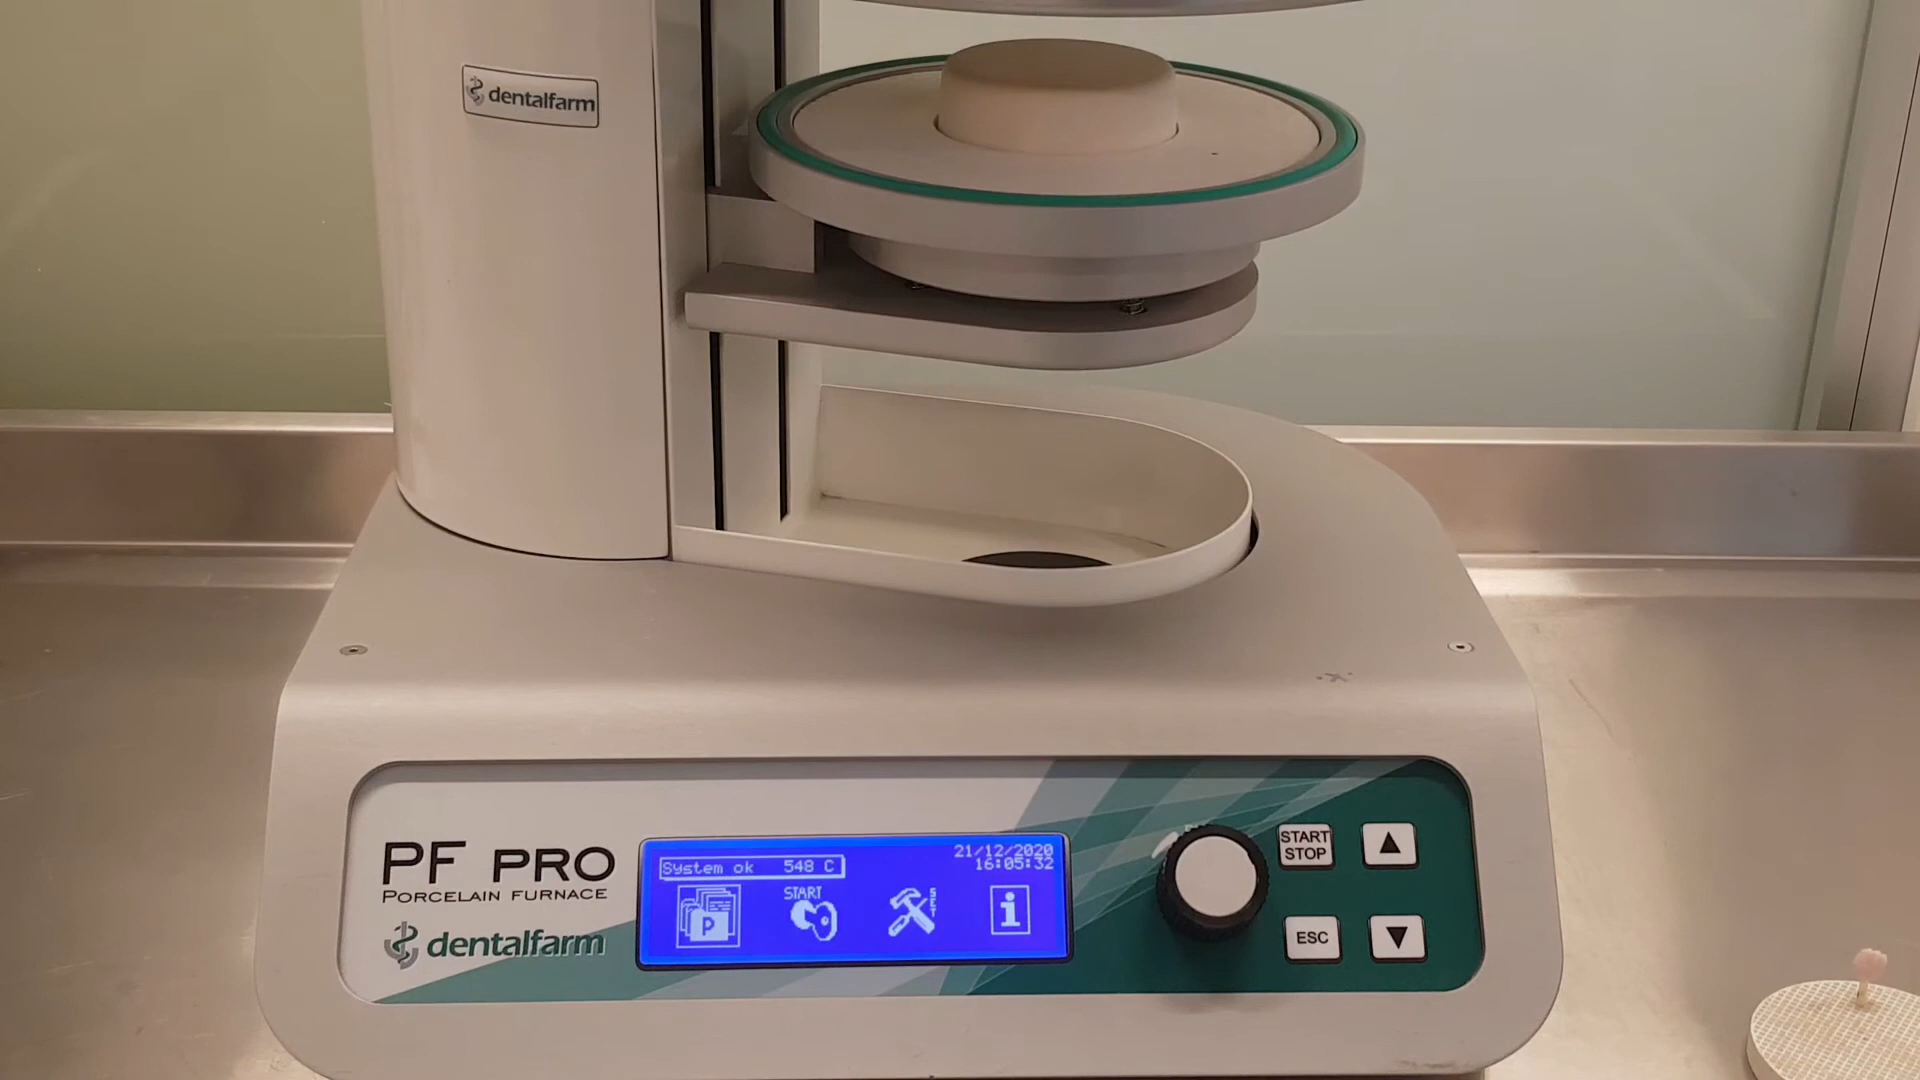 dentalfarm
PF PRO
PORCELAIN FURNACE
dentalfarm
System ok 548 C
21/12/2020
16:05:32
P
START
SET
i
START
STOP
▲
ESC
▼